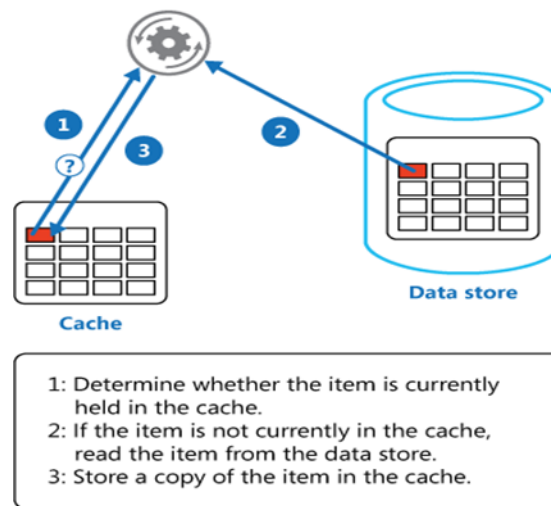 1
?
3
2
Cache
Data store
1: Determine whether the item is currently
held in the cache.
2: If the item is not currently in the cache,
read the item from the data store.
3: Store a copy of the item in the cache.